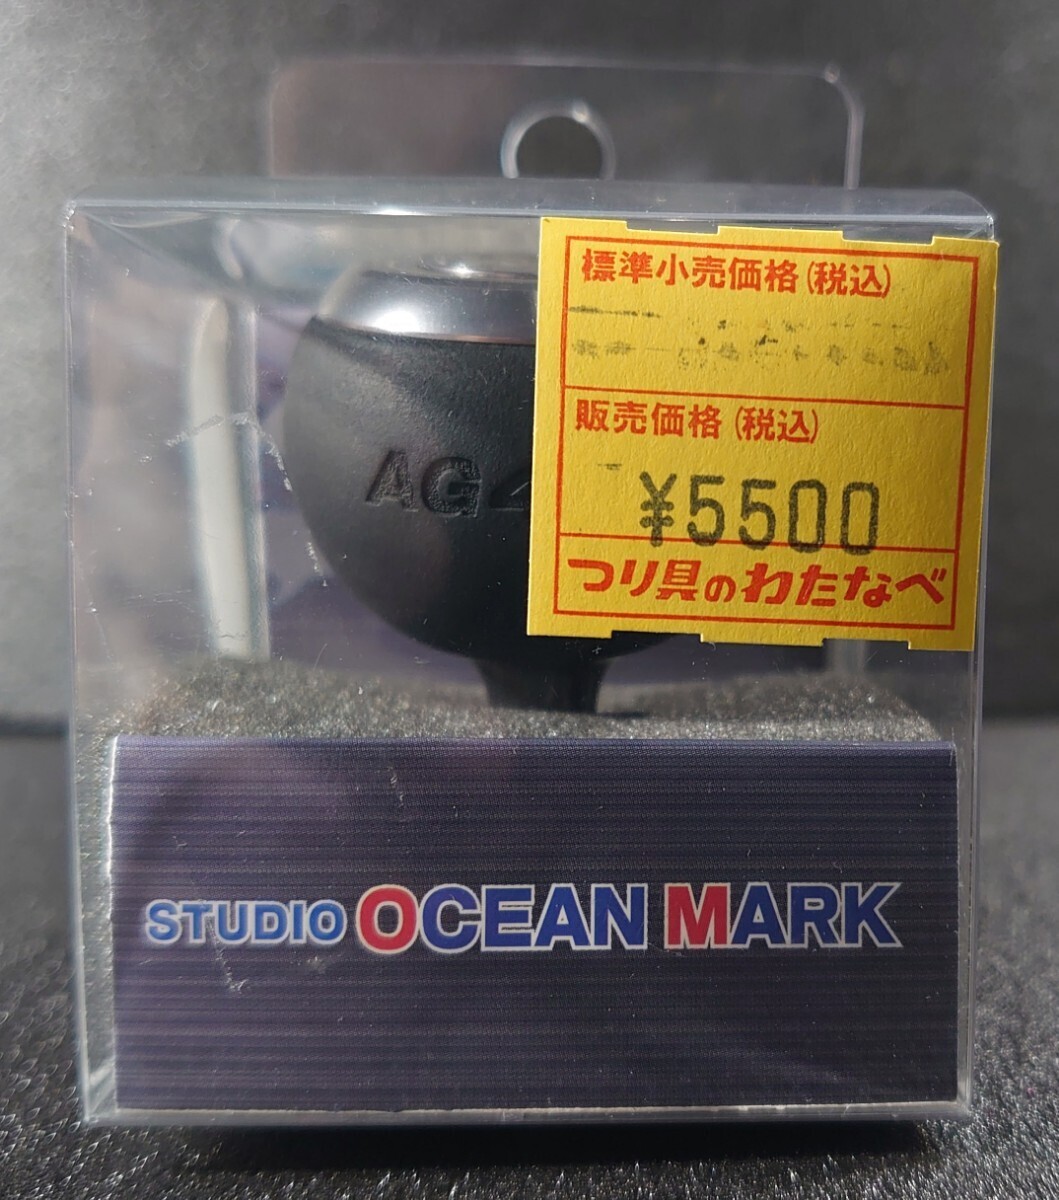 標準小売価格(税込)
販売価格(税込)
¥5500
つり具のわたなべ
AG
STUDIO OCEAN MARK